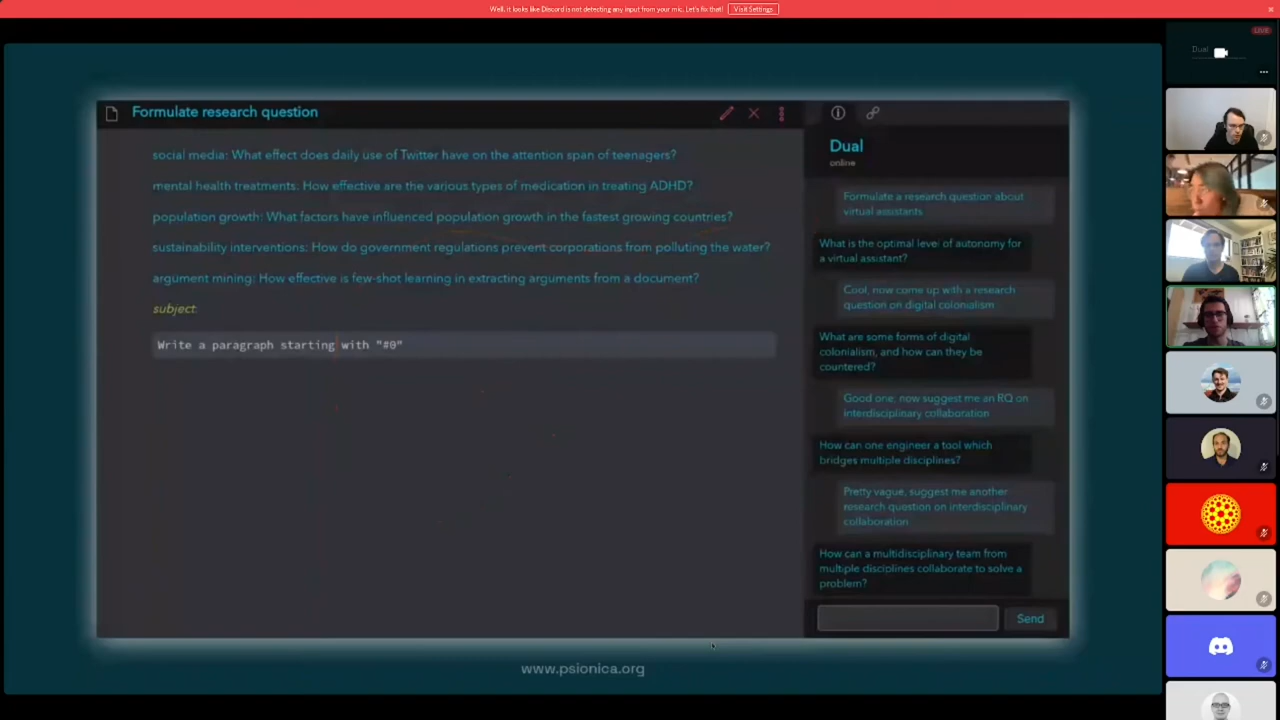 Well, it looks like Discord is not detecting any input from your mic. Let's fix that!
Visit Settings
LIVE
Dual
Formulate research question
social media: What effect does daily use of Twitter have on the attention span of teenagers?
mental health treatments: How effective are the various types of medication in treating ADHD?
population growth: What factors have influenced population growth in the fastest growing countries?
sustainability interventions: How do government regulations prevent corporations from polluting the water?
argument mining: How effective is few-shot learning in extracting arguments from a document?
subject:
Write a paragraph starting with "#0"
Dual
online
Formulate a research question about
virtual assistants
What is the optimal level of autonomy for
a virtual assistant?
Cool, now come up with a research
question on digital colonialism
What are some forms of digital
colonialism, and how can they be
countered?
Good one, now suggest me an RQ on
interdisciplinary collaboration
How can one engineer a tool which
bridges multiple disciplines?
Pretty vague, suggest me another
research question on interdisciplinary
collaboration
How can a multidisciplinary team from
multiple disciplines collaborate to solve a
problem?
Send
www.psionica.org